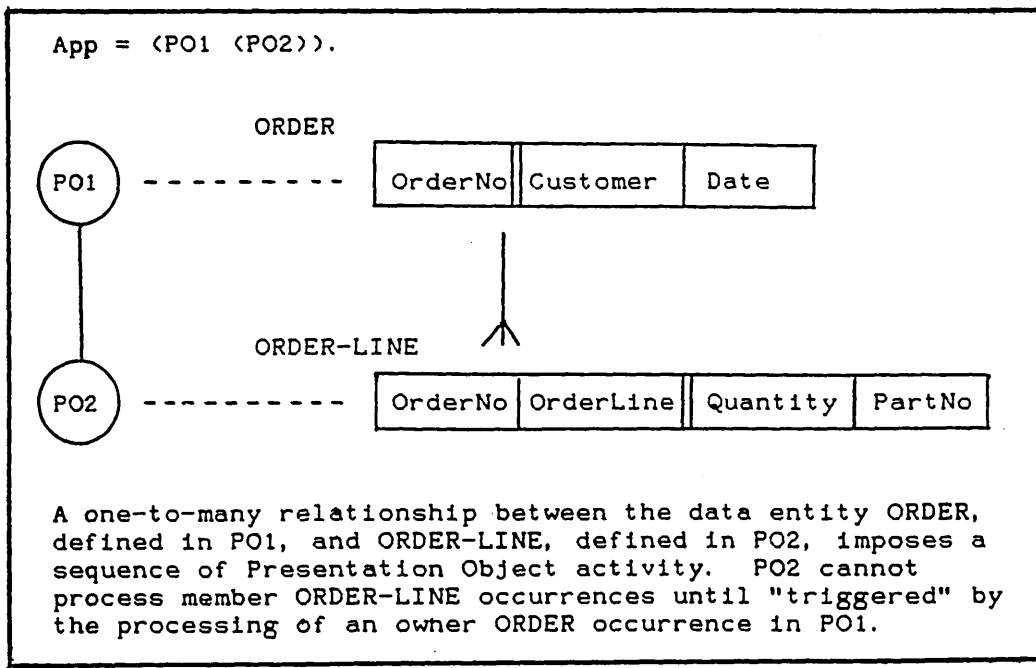 App = (PO1 (PO2)).
ORDER
PO1
OrderNo Customer Date
ORDER-LINE
PO2
OrderNo OrderLine Quantity PartNo
A one-to-many relationship between the data entity ORDER,
defined in PO1, and ORDER-LINE, defined in PO2, imposes a
sequence of Presentation Object activity. PO2 cannot
process member ORDER-LINE occurrences until "triggered" by
the processing of an owner ORDER occurrence in PO1.